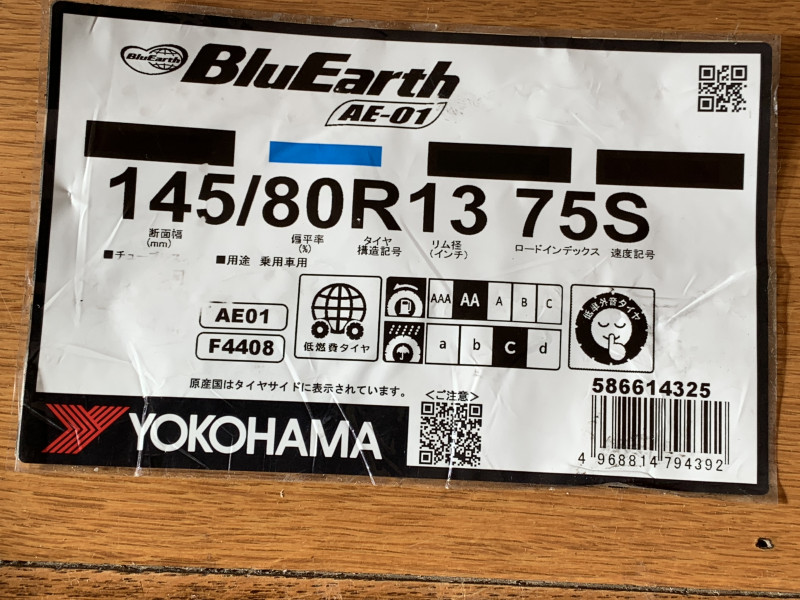 BluEarth
BluEarth
AE-01
145/80R13 75S
断面幅 (mm)
偏平率 (%)
タイヤ 構造記号
リム径 (インチ)
ロードインデックス
速度記号
■用途 乗用車用
AE01
F4408
低燃費タイヤ
AAA AA A B C
a b c d
低車外音タイヤ
原産国はタイヤサイドに表示されています。
<ご注意>
586614325
YOKOHAMA
4 968814 794392